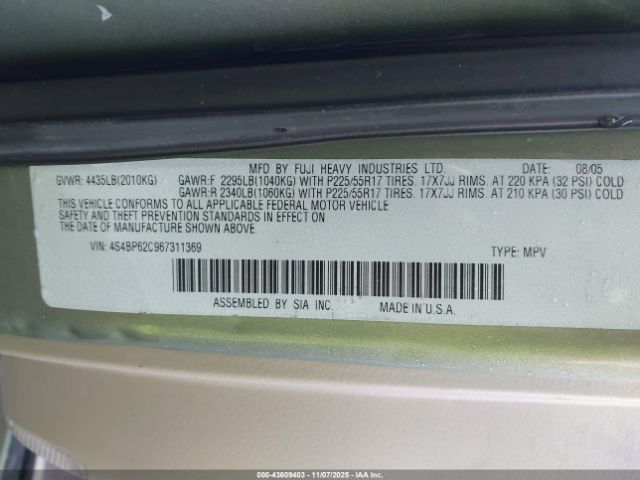 MFD BY FUJI HEAVY INDUSTRIES LTD. DATE: 08/05
GVWR: 4435LB(2010KG) GAWR:F 2295LB(1040KG) WITH P225/55R17 TIRES. 17X7JJ RIMS. AT 220 KPA (32 PSI) COLD
GAWR:R 2340LB(1060KG) WITH P225/55R17 TIRES. 17X7JJ RIMS. AT 210 KPA (30 PSI) COLD
THIS VEHICLE CONFORMS TO ALL APPLICABLE FEDERAL MOTOR VEHICLE
SAFETY AND THEFT PREVENTION STANDARDS IN EFFECT ON
THE DATE OF MANUFACTURE SHOWN ABOVE.
VIN: 4S4BP62C967311369 TYPE: MPV
ASSEMBLED BY SIA INC. MADE IN U.S.A.
000-43609403 - 11/07/2025 - IAAI.COM